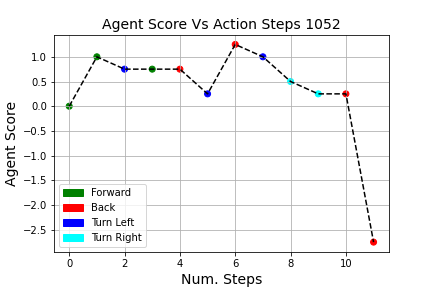 Agent Score Vs Action Steps 1052
Agent Score
1.0
0.5
0.0
−0.5
−1.0
−1.5
−2.0
−2.5
Forward
Back
Turn Left
Turn Right
0 2 4 6 8 10
Num. Steps